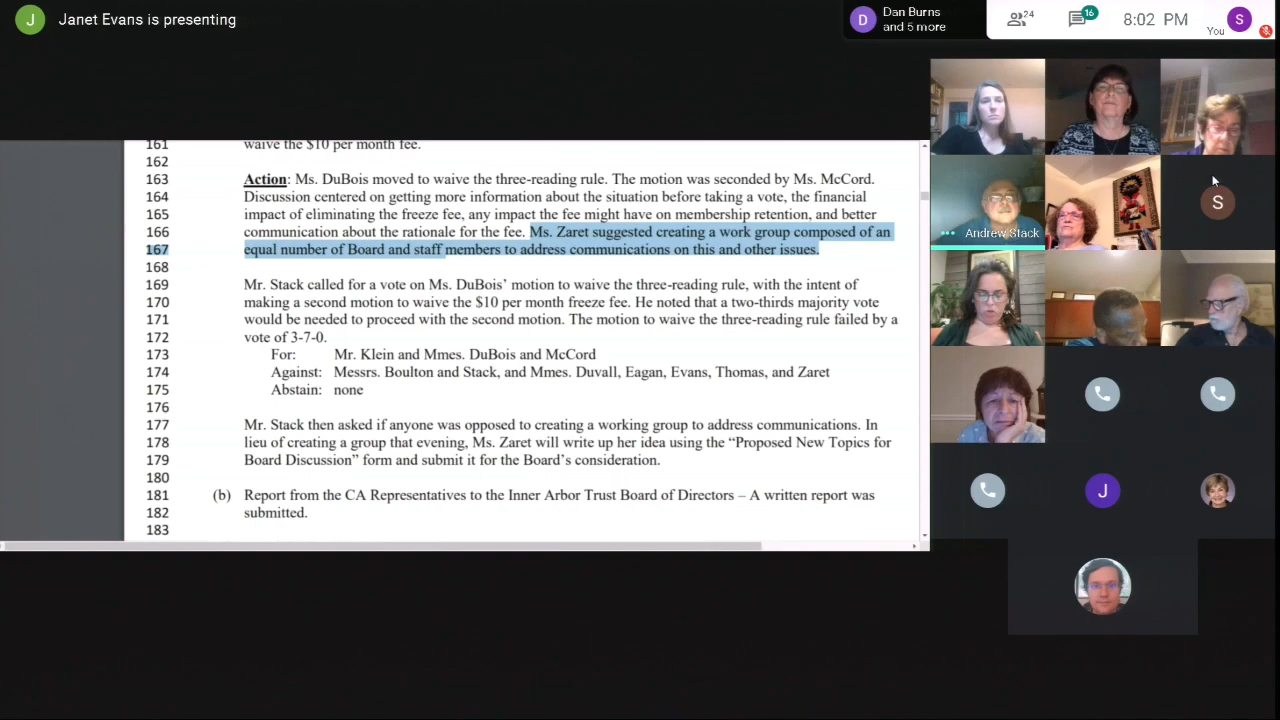 J Janet Evans is presenting
D Dan Burns
and 5 more
24
16
8:02 PM
You
S
161 waive the $10 per month fee.
162
163 Action: Ms. DuBois moved to waive the three-reading rule. The motion was seconded by Ms. McCord.
164 Discussion centered on getting more information about the situation before taking a vote, the financial
165 impact of eliminating the freeze fee, any impact the fee might have on membership retention, and better
166 communication about the rationale for the fee. Ms. Zaret suggested creating a work group composed of an
167 equal number of Board and staff members to address communications on this and other issues.
168
169 Mr. Stack called for a vote on Ms. DuBois’ motion to waive the three-reading rule, with the intent of
170 making a second motion to waive the $10 per month freeze fee. He noted that a two-thirds majority vote
171 would be needed to proceed with the second motion. The motion to waive the three-reading rule failed by a
172 vote of 3-7-0.
173 For: Mr. Klein and Mmes. DuBois and McCord
174 Against: Messrs. Boulton and Stack, and Mmes. Duvall, Eagan, Evans, Thomas, and Zaret
175 Abstain: none
176
177 Mr. Stack then asked if anyone was opposed to creating a working group to address communications. In
178 lieu of creating a group that evening, Ms. Zaret will write up her idea using the “Proposed New Topics for
179 Board Discussion” form and submit it for the Board’s consideration.
180
181 (b) Report from the CA Representatives to the Inner Arbor Trust Board of Directors – A written report was
182 submitted.
183
Andrew Stack
S
J